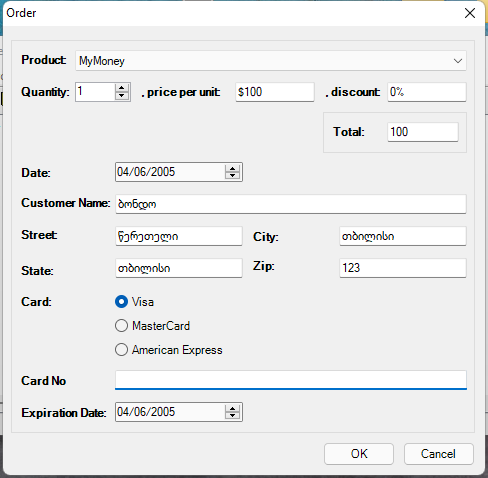 Order
Product: MyMoney
Quantity: 1 , price per unit: $100 , discount: 0%
Total: 100
Date: 04/06/2005
Customer Name: ბონდო
Street: წერეთელი City: თბილისი
State: თბილისი Zip: 123
Card: Visa
MasterCard
American Express
Card No
Expiration Date: 04/06/2005
OK Cancel